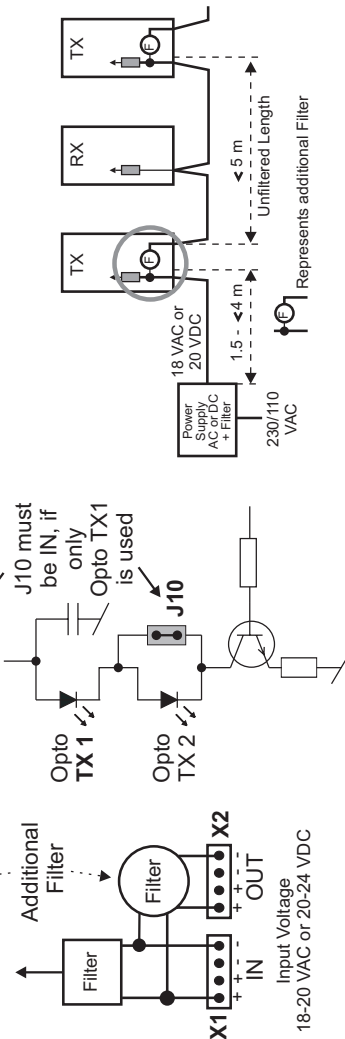 Additional
Filter
Filter
Filter
X1
X2
+ + - -
+ + - -
IN
OUT
Input Voltage
18-20 VAC or 20-24 VDC
J10 must
be IN, if
only
Opto TX1
is used
Opto
TX 1
J10
Opto
TX 2
TX
RX
TX
F
F
18 VAC or
20 VDC
Power
Supply
AC or DC
+ Filter
1.5 - <4 m
< 5 m
Unfiltered Length
230/110
VAC
F
Represents additional Filter